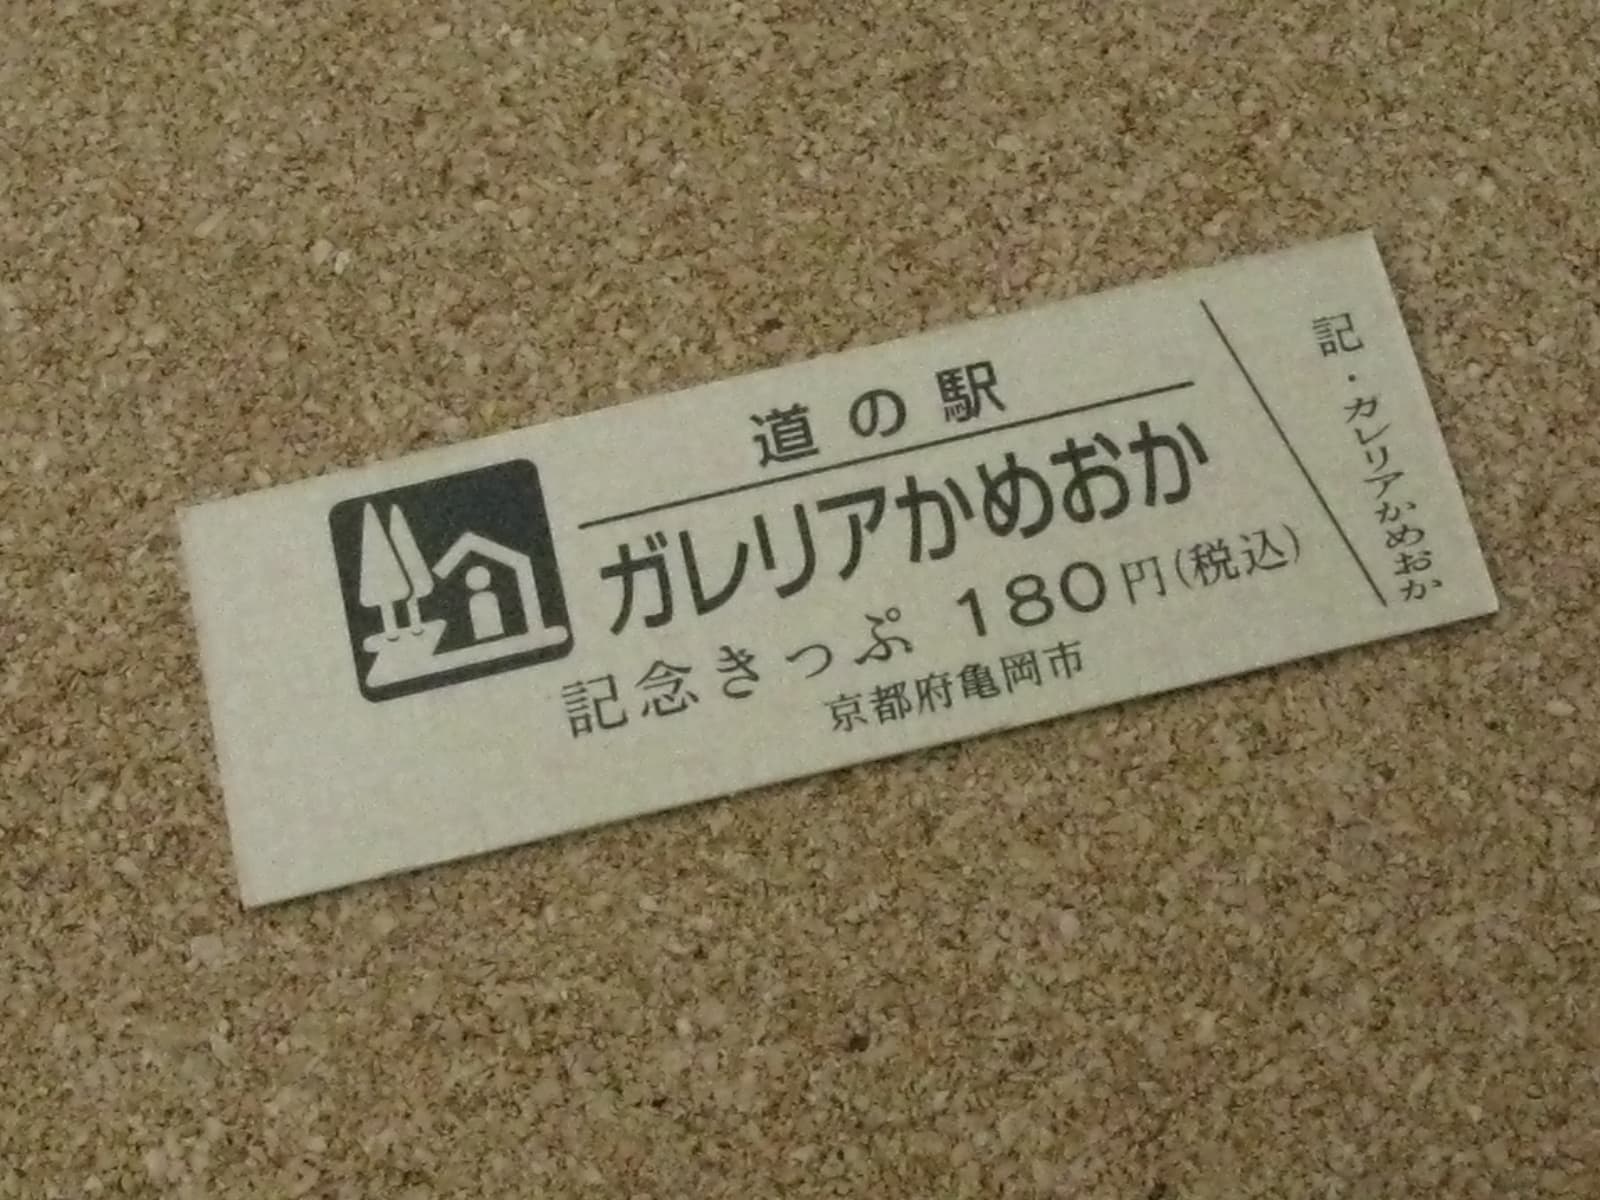 道の駅
ガレリアかめおか
記念きっぷ 180円(税込)
京都府亀岡市
記・ガレリアかめおか